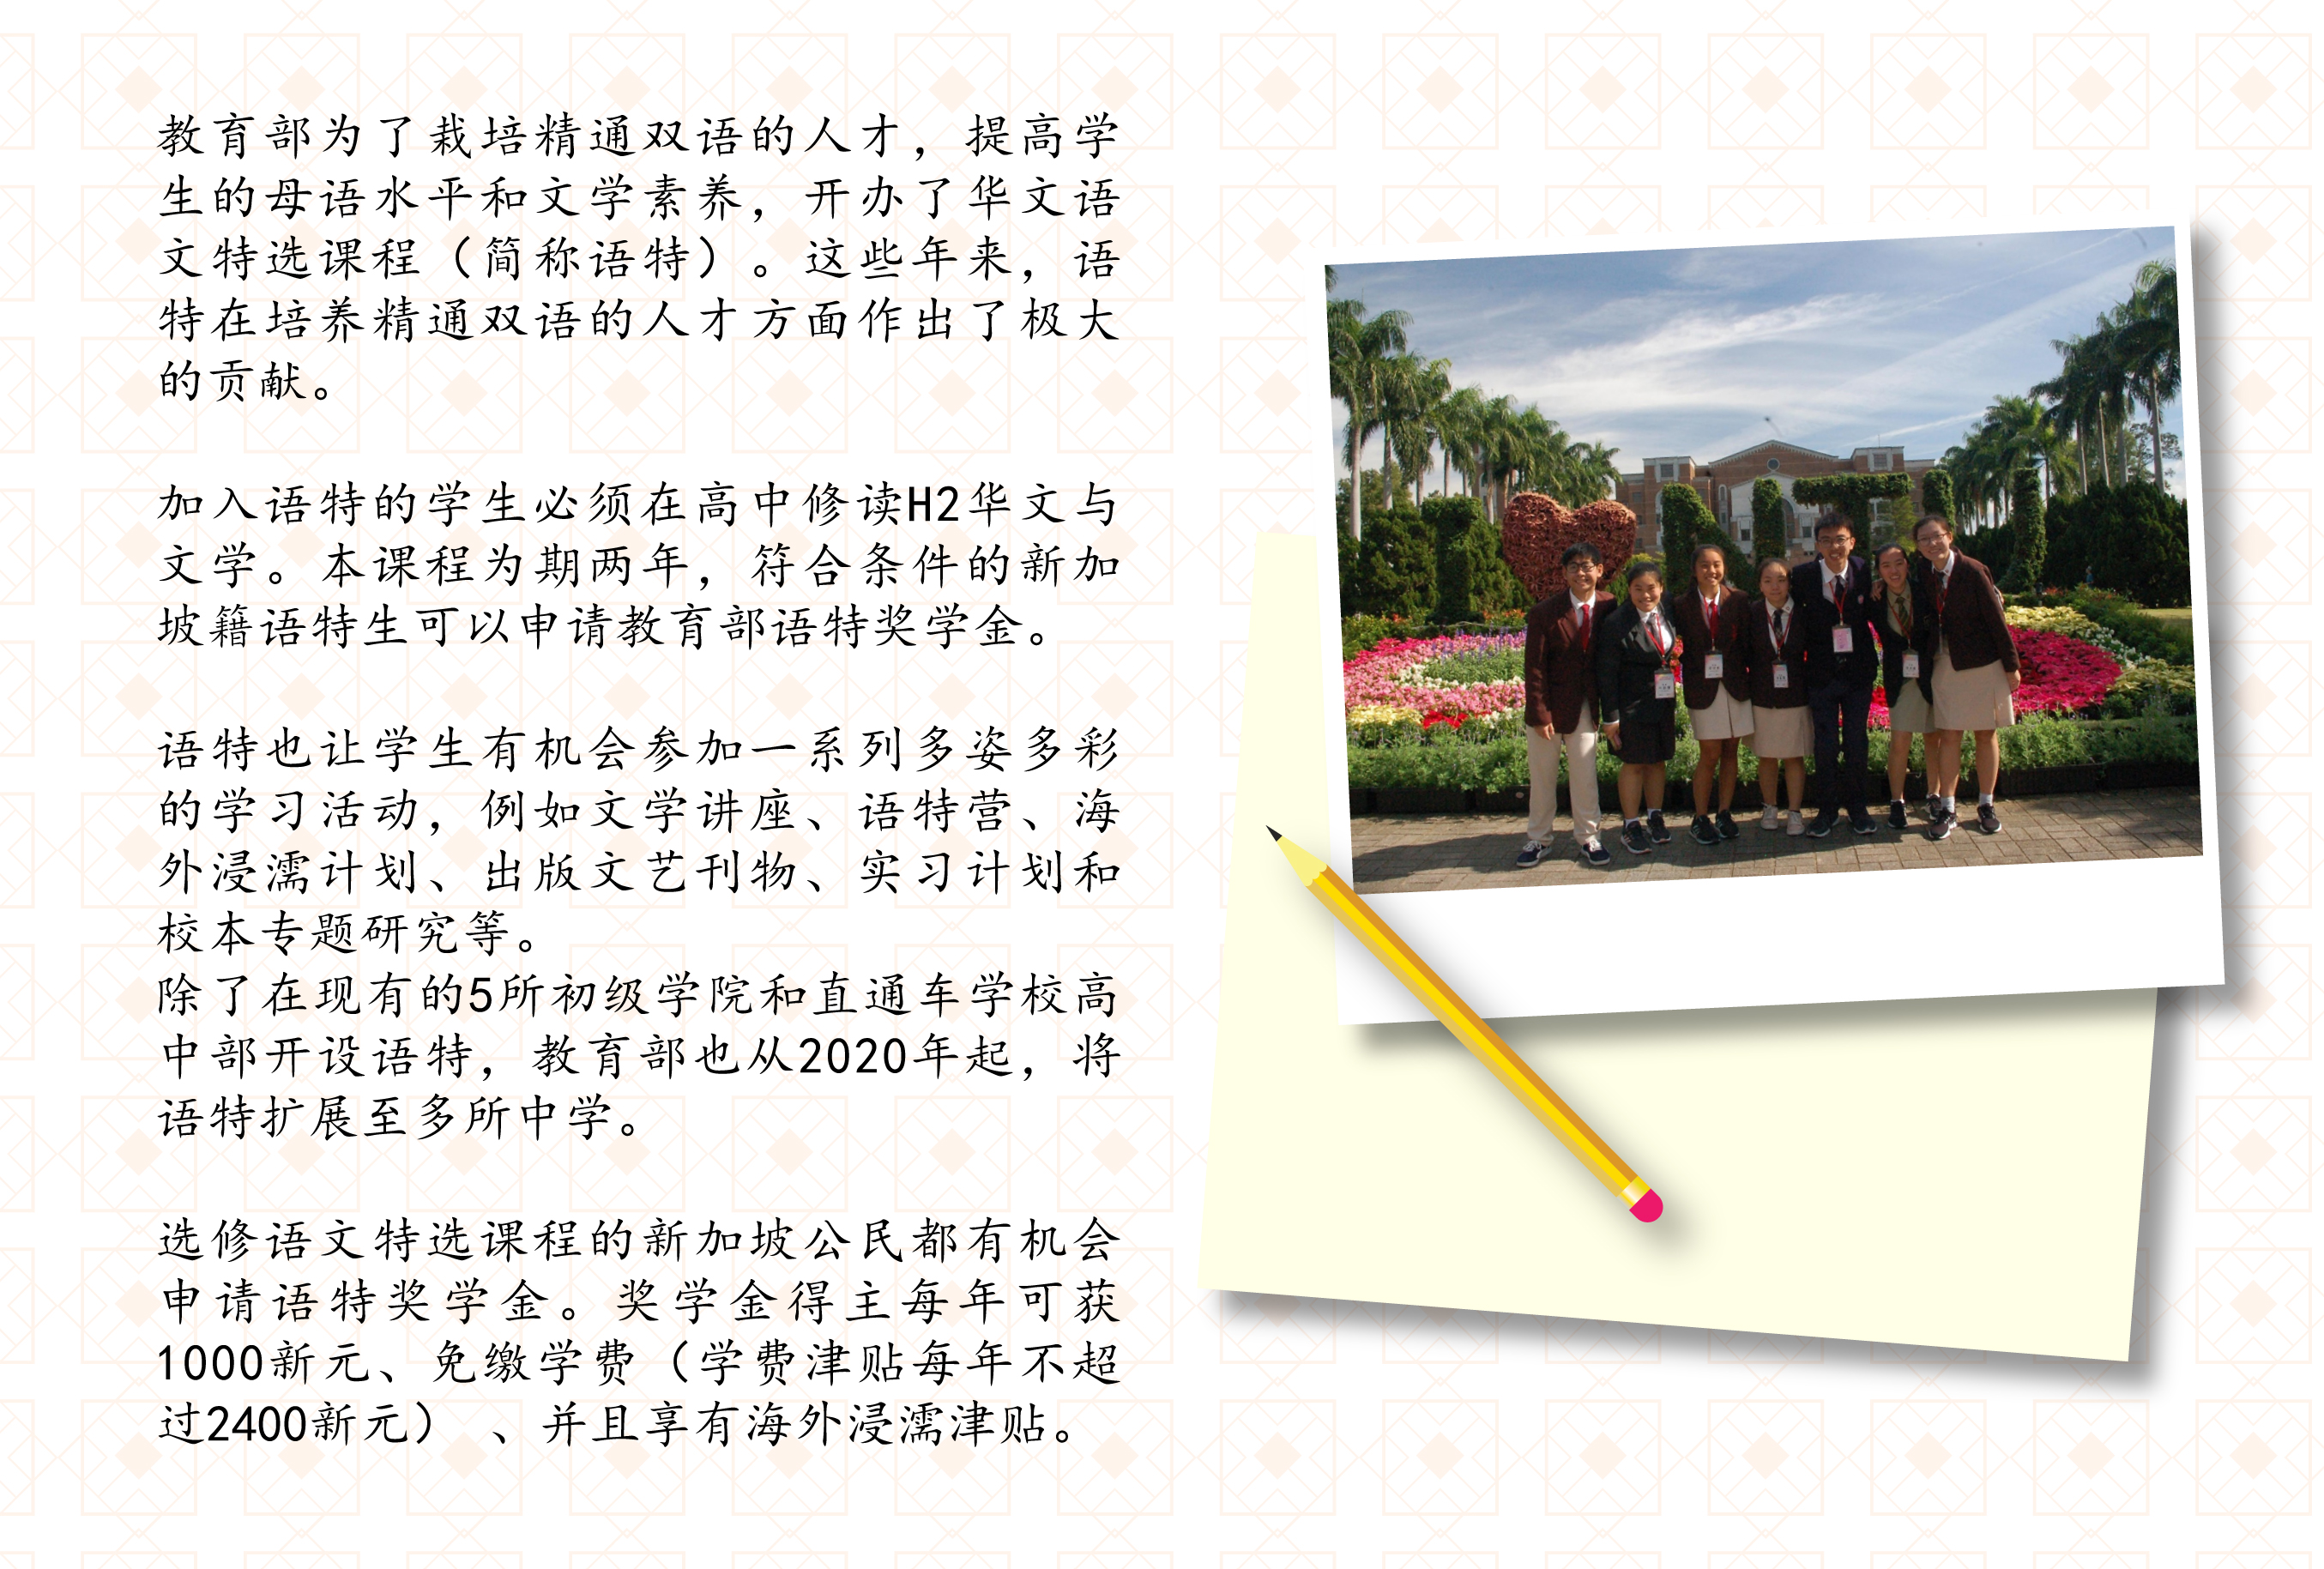 教育部为了栽培精通双语的人才，提高学
生的母语水平和文学素养，开办了华文语
文特选课程（简称语特）。这些年来，语
特在培养精通双语的人才方面作出了极大
的贡献。
加入语特的学生必须在高中修读H2华文与
文学。本课程为期两年，符合条件的新加
坡籍语特生可以申请教育部语特奖学金。
语特也让学生有机会参加一系列多姿多彩
的学习活动，例如文学讲座、语特营、海
外浸濡计划、出版文艺刊物、实习计划和
校本专题研究等。
除了在现有的5所初级学院和直通车学校高
中部开设语特，教育部也从2020年起，将
语特扩展至多所中学。
选修语文特选课程的新加坡公民都有机会
申请语特奖学金。奖学金得主每年可获
1000新元、免缴学费（学费津贴每年不超
过2400新元） 、并且享有海外浸濡津贴。